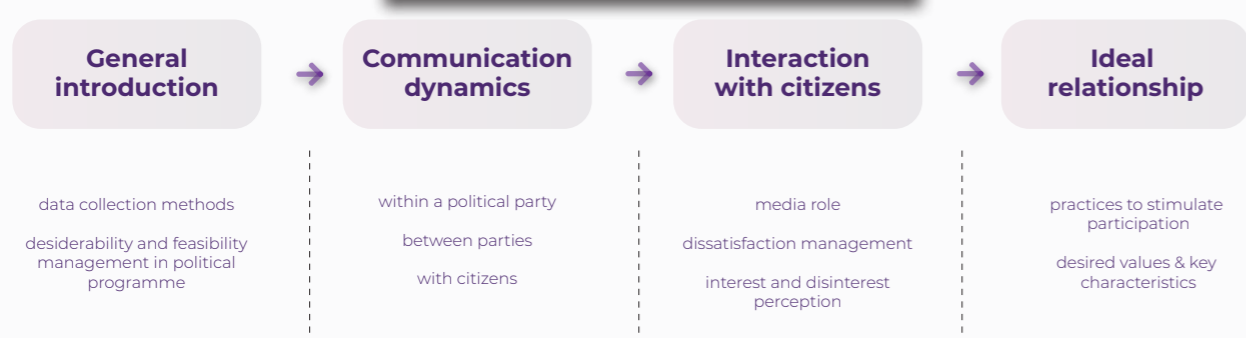 General
introduction
Communication
dynamics
Interaction
with citizens
Ideal
relationship
data collection methods
desiderability and feasibility
management in political
programme
within a political party
between parties
with citizens
media role
dissatisfaction management
interest and disinterest
perception
practices to stimulate
participation
desired values & key
characteristics